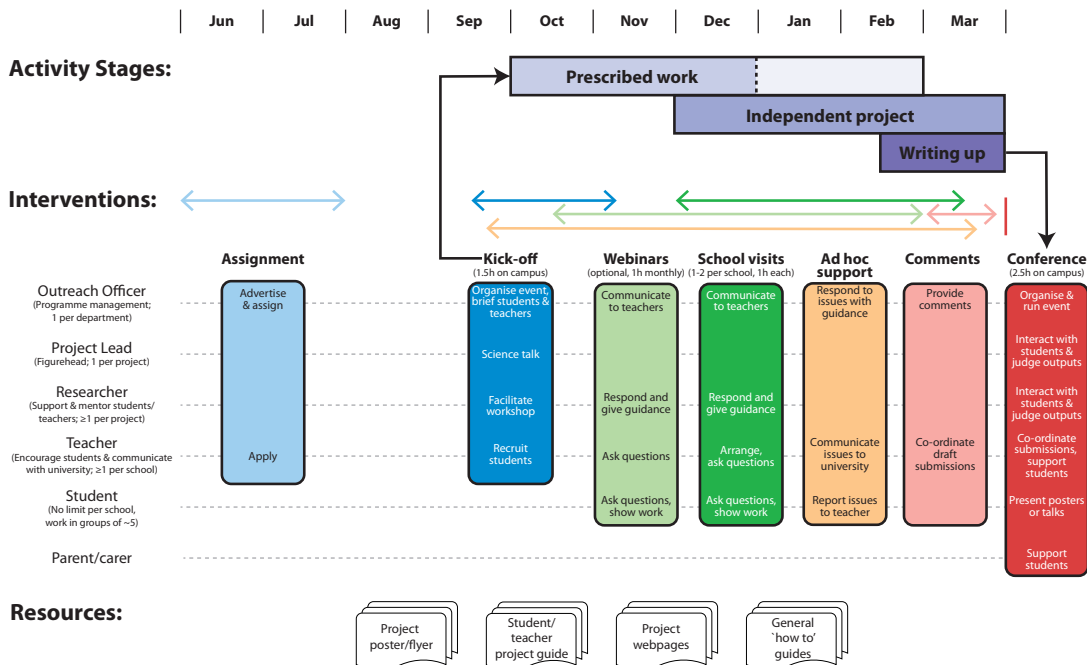 Jun Jul Aug Sep Oct Nov Dec Jan Feb Mar
Activity Stages:
Prescribed work
Independent project
Writing up
Interventions:
Assignment
Kick-off
(1.5h on campus)
Webinars
(optional, 1h monthly)
School visits
(1-2 per school, 1h each)
Ad hoc
support
Comments
Conference
(2.5h on campus)
Outreach Officer
(Programme management;
1 per department)
Advertise
& assign
Organise event,
brief students &
teachers
Communicate
to teachers
Communicate
to teachers
Respond to
issues with
guidance
Provide
comments
Organise &
run event
Project Lead
(Figurehead; 1 per project)
Science talk
Interact with
students &
judge outputs
Researcher
(Support & mentor students/
teachers; ≥1 per project)
Facilitate
workshop
Respond and
give guidance
Respond and
give guidance
Interact with
students &
judge outputs
Teacher
(Encourage students & communicate
with university; ≥1 per school)
Apply
Recruit
students
Ask questions
Arrange,
ask questions
Communicate
issues to
university
Co-ordinate
draft
submissions
Co-ordinate
submissions,
support
students
Student
(No limit per school,
work in groups of ~5)
Ask questions,
show work
Ask questions,
show work
Report issues
to teacher
Present posters
or talks
Parent/carer
Support
students
Resources:
Project
poster/flyer
Student/
teacher
project guide
Project
webpages
General
`how to'
guides